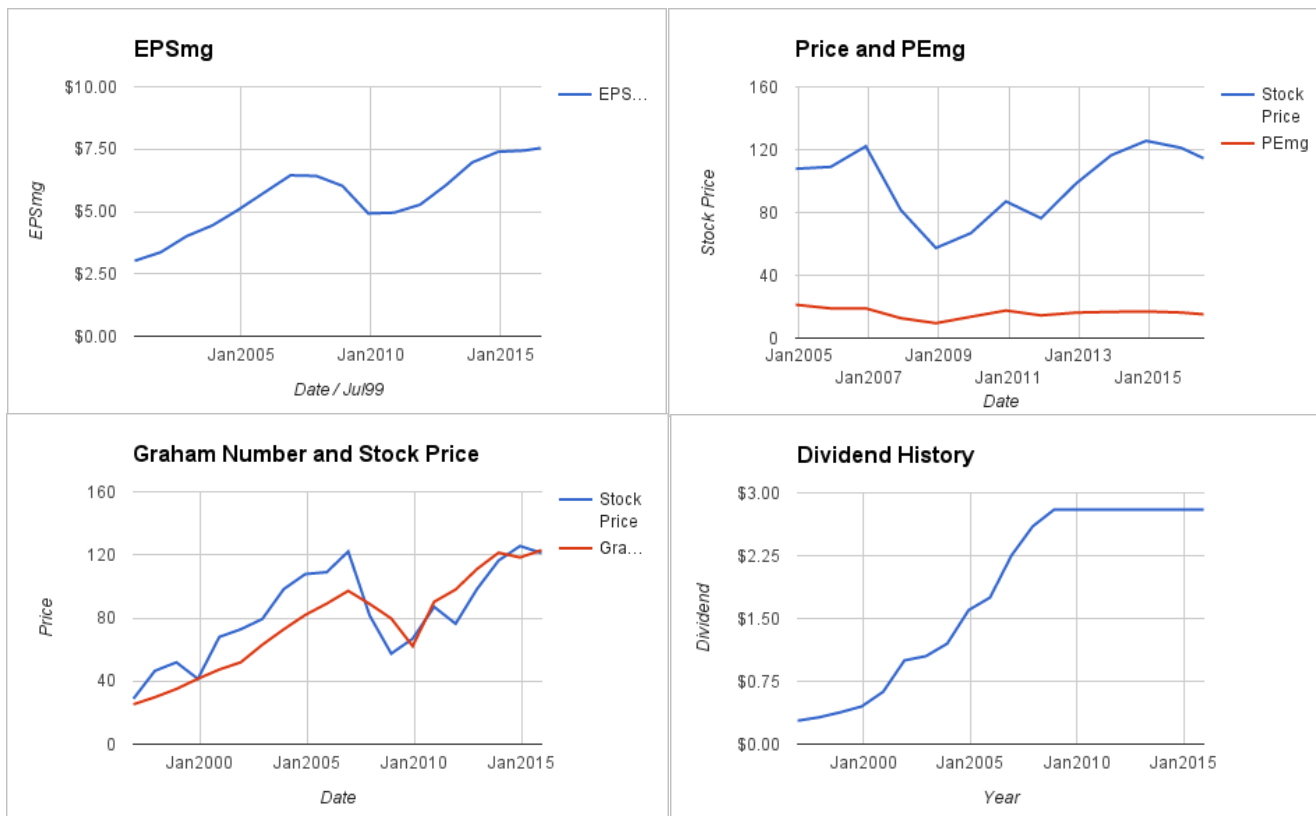 EPSmg
$10.00
$7.50
$5.00
$2.50
$0.00
EPSmg
EPS...
Jan2005
Jan2010
Jan2015
Date / Jul99
Price and PEmg
160
120
80
40
0
Stock Price
Stock
Price
PEmg
Jan2005
Jan2009
Jan2013
Jan2007
Jan2011
Jan2015
Date
Graham Number and Stock Price
160
120
80
40
0
Price
Stock
Price
Gra...
Jan2000
Jan2005
Jan2010
Jan2015
Date
Dividend History
$3.00
$2.25
$1.50
$0.75
$0.00
Dividend
Jan2000
Jan2005
Jan2010
Jan2015
Year